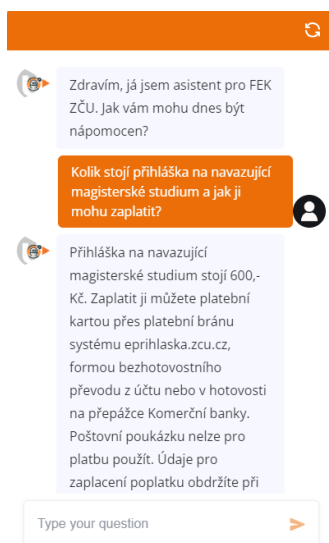 Zdravím, já jsem asistent pro FEK
ZČU. Jak vám mohu dnes být
nápomocen?
Kolik stojí přihláška na navazující
magisterské studium a jak ji
mohu zaplatit?
Přihláška na navazující
magisterské studium stojí 600,-
Kč. Zaplatit ji můžete platební
kartou přes platební bránu
systému eprihlaska.zcu.cz,
formou bezhotovostního
převodu z účtu nebo v hotovosti
na přepážce Komerční banky.
Poštovní poukázku nelze pro
platbu použít. Údaje pro
zaplacení poplatku obdržíte při
Type your question